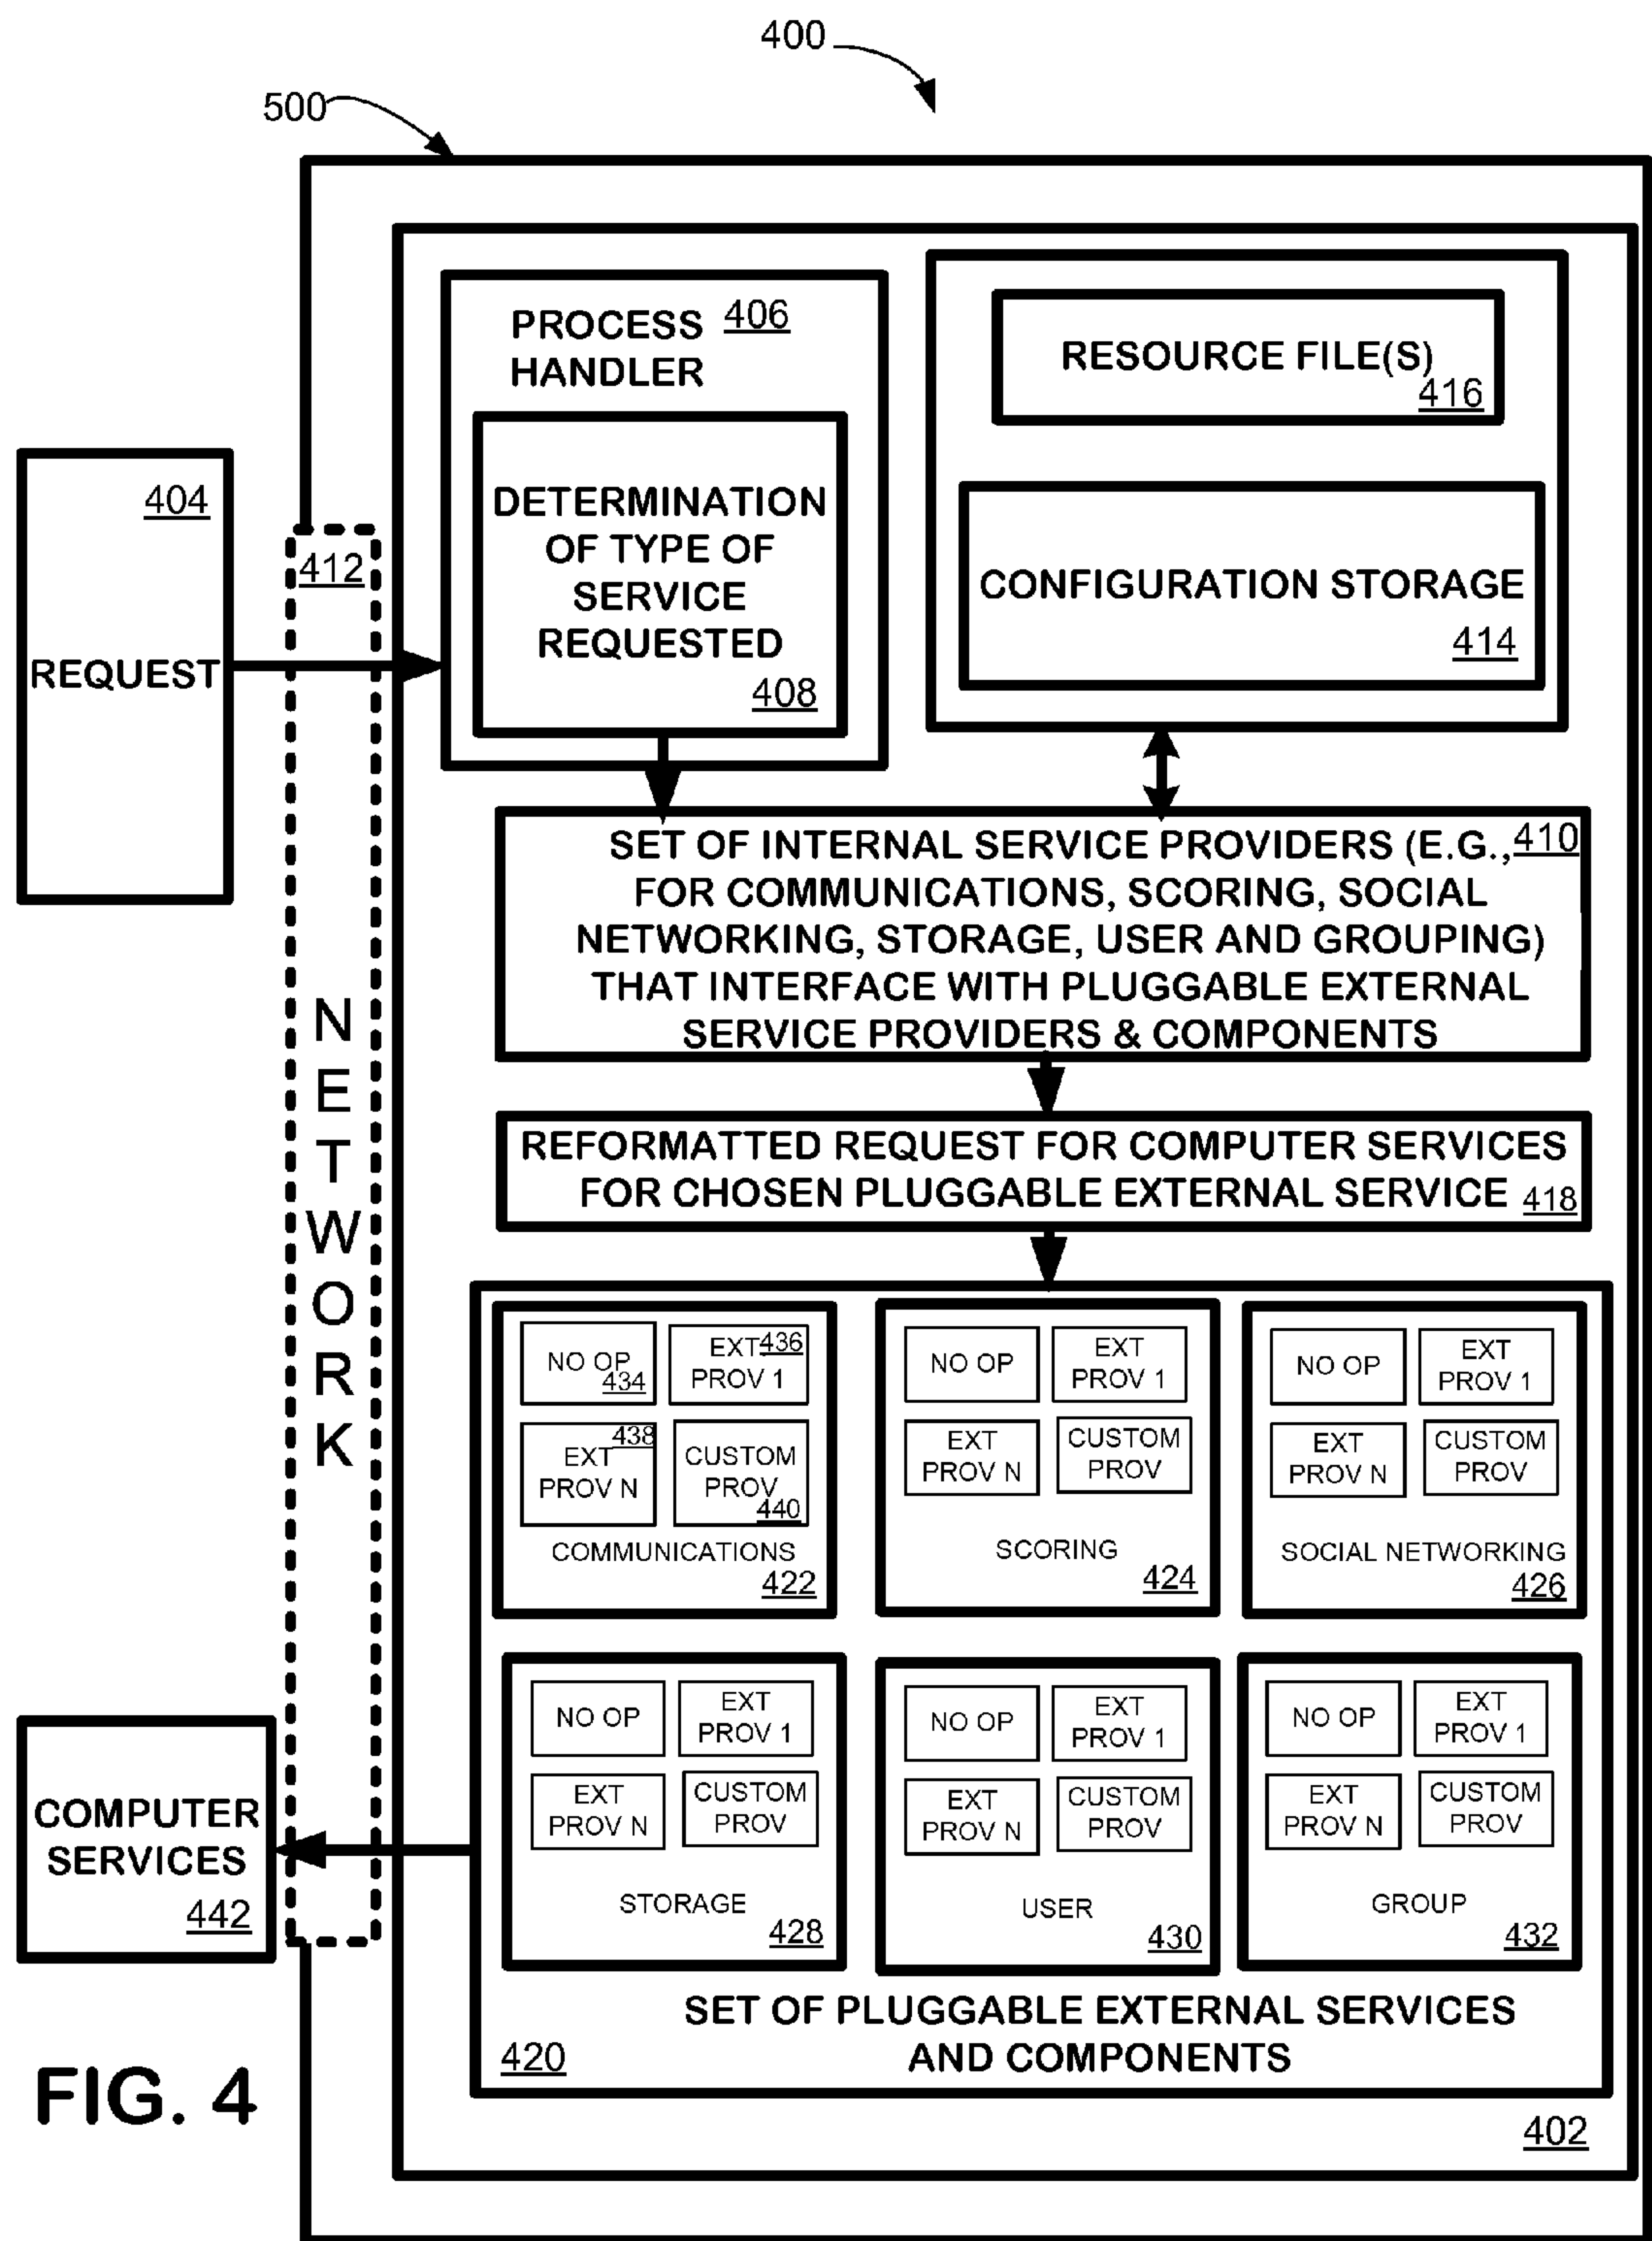 400
500
PROCESS 406
HANDLER
RESOURCE FILE(S)
416
404
REQUEST
412
DETERMINATION
OF TYPE OF
SERVICE
REQUESTED
408
CONFIGURATION STORAGE
414
SET OF INTERNAL SERVICE PROVIDERS (E.G., 410
FOR COMMUNICATIONS, SCORING, SOCIAL
NETWORKING, STORAGE, USER AND GROUPING)
THAT INTERFACE WITH PLUGGABLE EXTERNAL
SERVICE PROVIDERS & COMPONENTS
NETWORK
REFORMATTED REQUEST FOR COMPUTER SERVICES
FOR CHOSEN PLUGGABLE EXTERNAL SERVICE 418
NO OP
434
EXT 436
PROV 1
438
EXT
PROV N
CUSTOM
PROV
440
COMMUNICATIONS
422
NO OP
EXT
PROV 1
EXT
PROV N
CUSTOM
PROV
SCORING
424
NO OP
EXT
PROV 1
EXT
PROV N
CUSTOM
PROV
SOCIAL NETWORKING
426
NO OP
EXT
PROV 1
EXT
PROV N
CUSTOM
PROV
STORAGE
428
NO OP
EXT
PROV 1
EXT
PROV N
CUSTOM
PROV
USER
430
NO OP
EXT
PROV 1
EXT
PROV N
CUSTOM
PROV
GROUP
432
SET OF PLUGGABLE EXTERNAL SERVICES
AND COMPONENTS
420
COMPUTER
SERVICES
442
402
FIG. 4